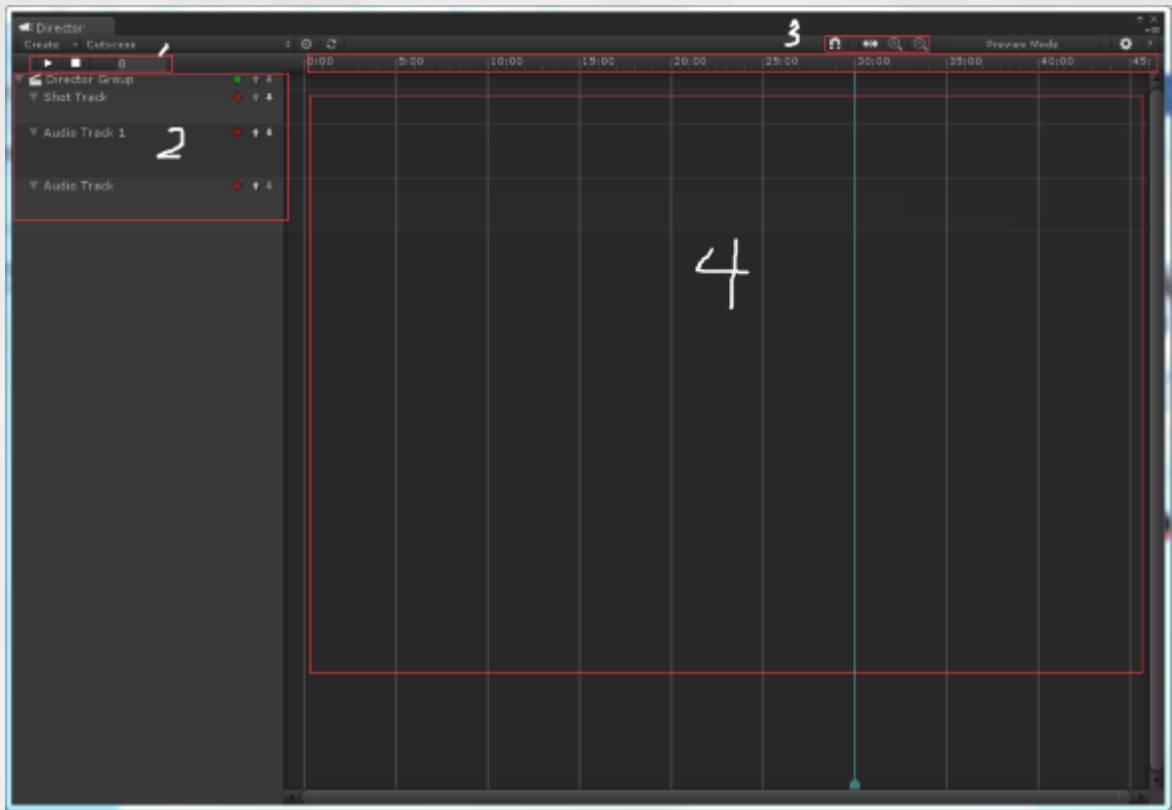 Director
Create Cutscene Preview Mode
3
1
0
0:00 5:00 10:00 15:00 20:00 25:00 30:00 35:00 40:00 45:
Director Group
Shot Track
Audio Track 1
2
Audio Track
4